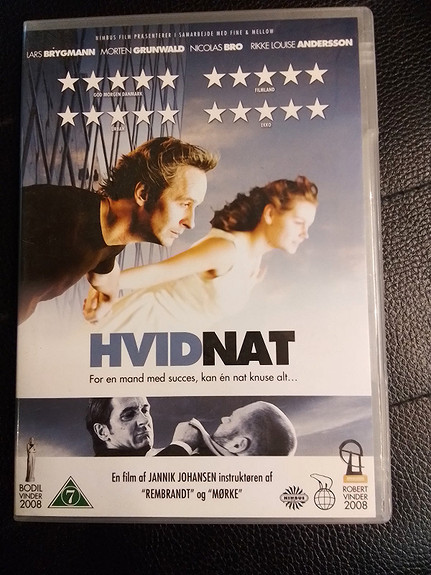 NIMBUS FILM PRÆSENTERER I SAMARBEJDE MED FINE & MELLOW
LARS BRYGMANN MORTEN GRUNWALD NICOLAS BRO RIKKE LOUISE ANDERSSON
GOD MORGEN DANMARK
FILMLAND
EKKO
HVIDNAT
For en mand med succes, kan én nat knuse alt...
En film af JANNIK JOHANSEN instruktøren af
"REMBRANDT" og "MØRKE"
BODIL
VINDER
2008
7
NIMBUS
ROBERT
VINDER
2008